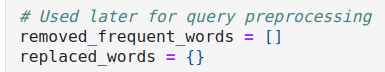 # Used later for query preprocessing
removed_frequent_words = []
replaced_words = {}